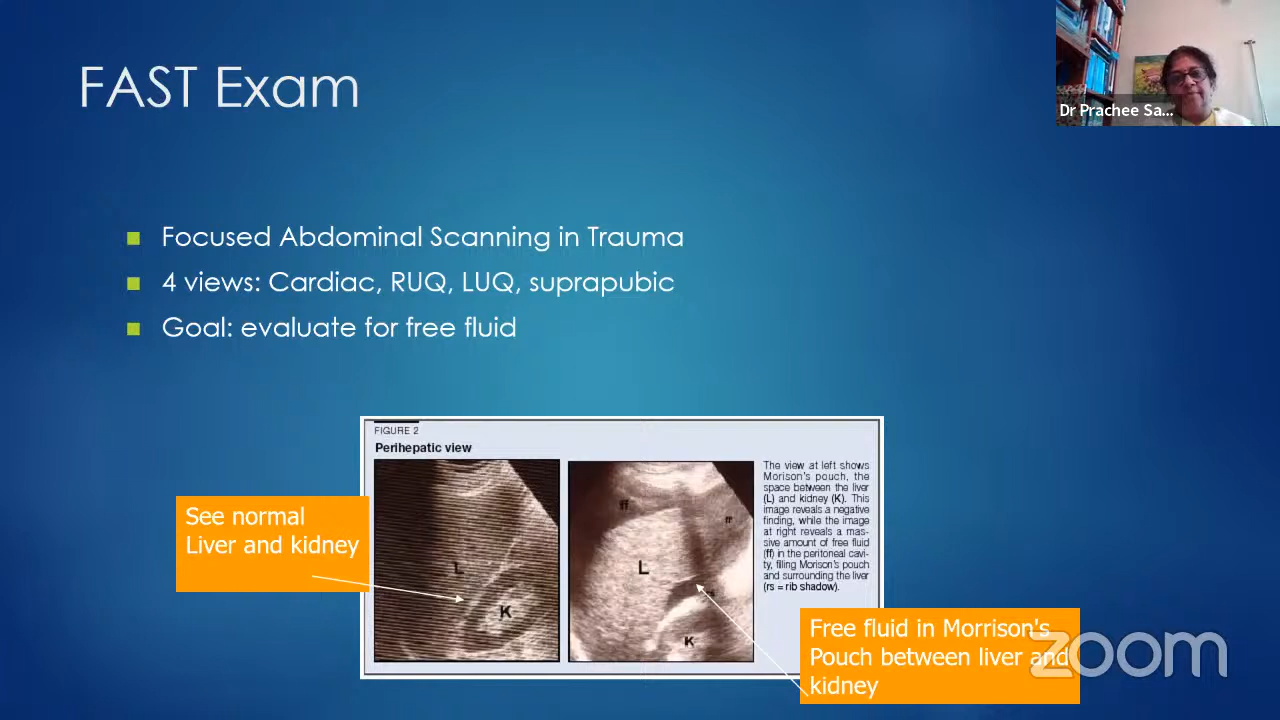 FAST Exam
Dr Prachee Sa...
Focused Abdominal Scanning in Trauma
4 views: Cardiac, RUQ, LUQ, suprapubic
Goal: evaluate for free fluid
FIGURE 2
Perihepatic view
The view at left shows
Morison's pouch, the
space between the liver
(L) and kidney (K). This
image reveals a negative
finding, while the image
at right reveals a mas-
sive amount of free fluid
(ff) in the peritoneal cavi-
ty, filling Morison's pouch
and surrounding the liver
(rs = rib shadow).
ff
ff
L
K
L
K
See normal
Liver and kidney
Free fluid in Morrison's
Pouch between liver and
kidney
zoom